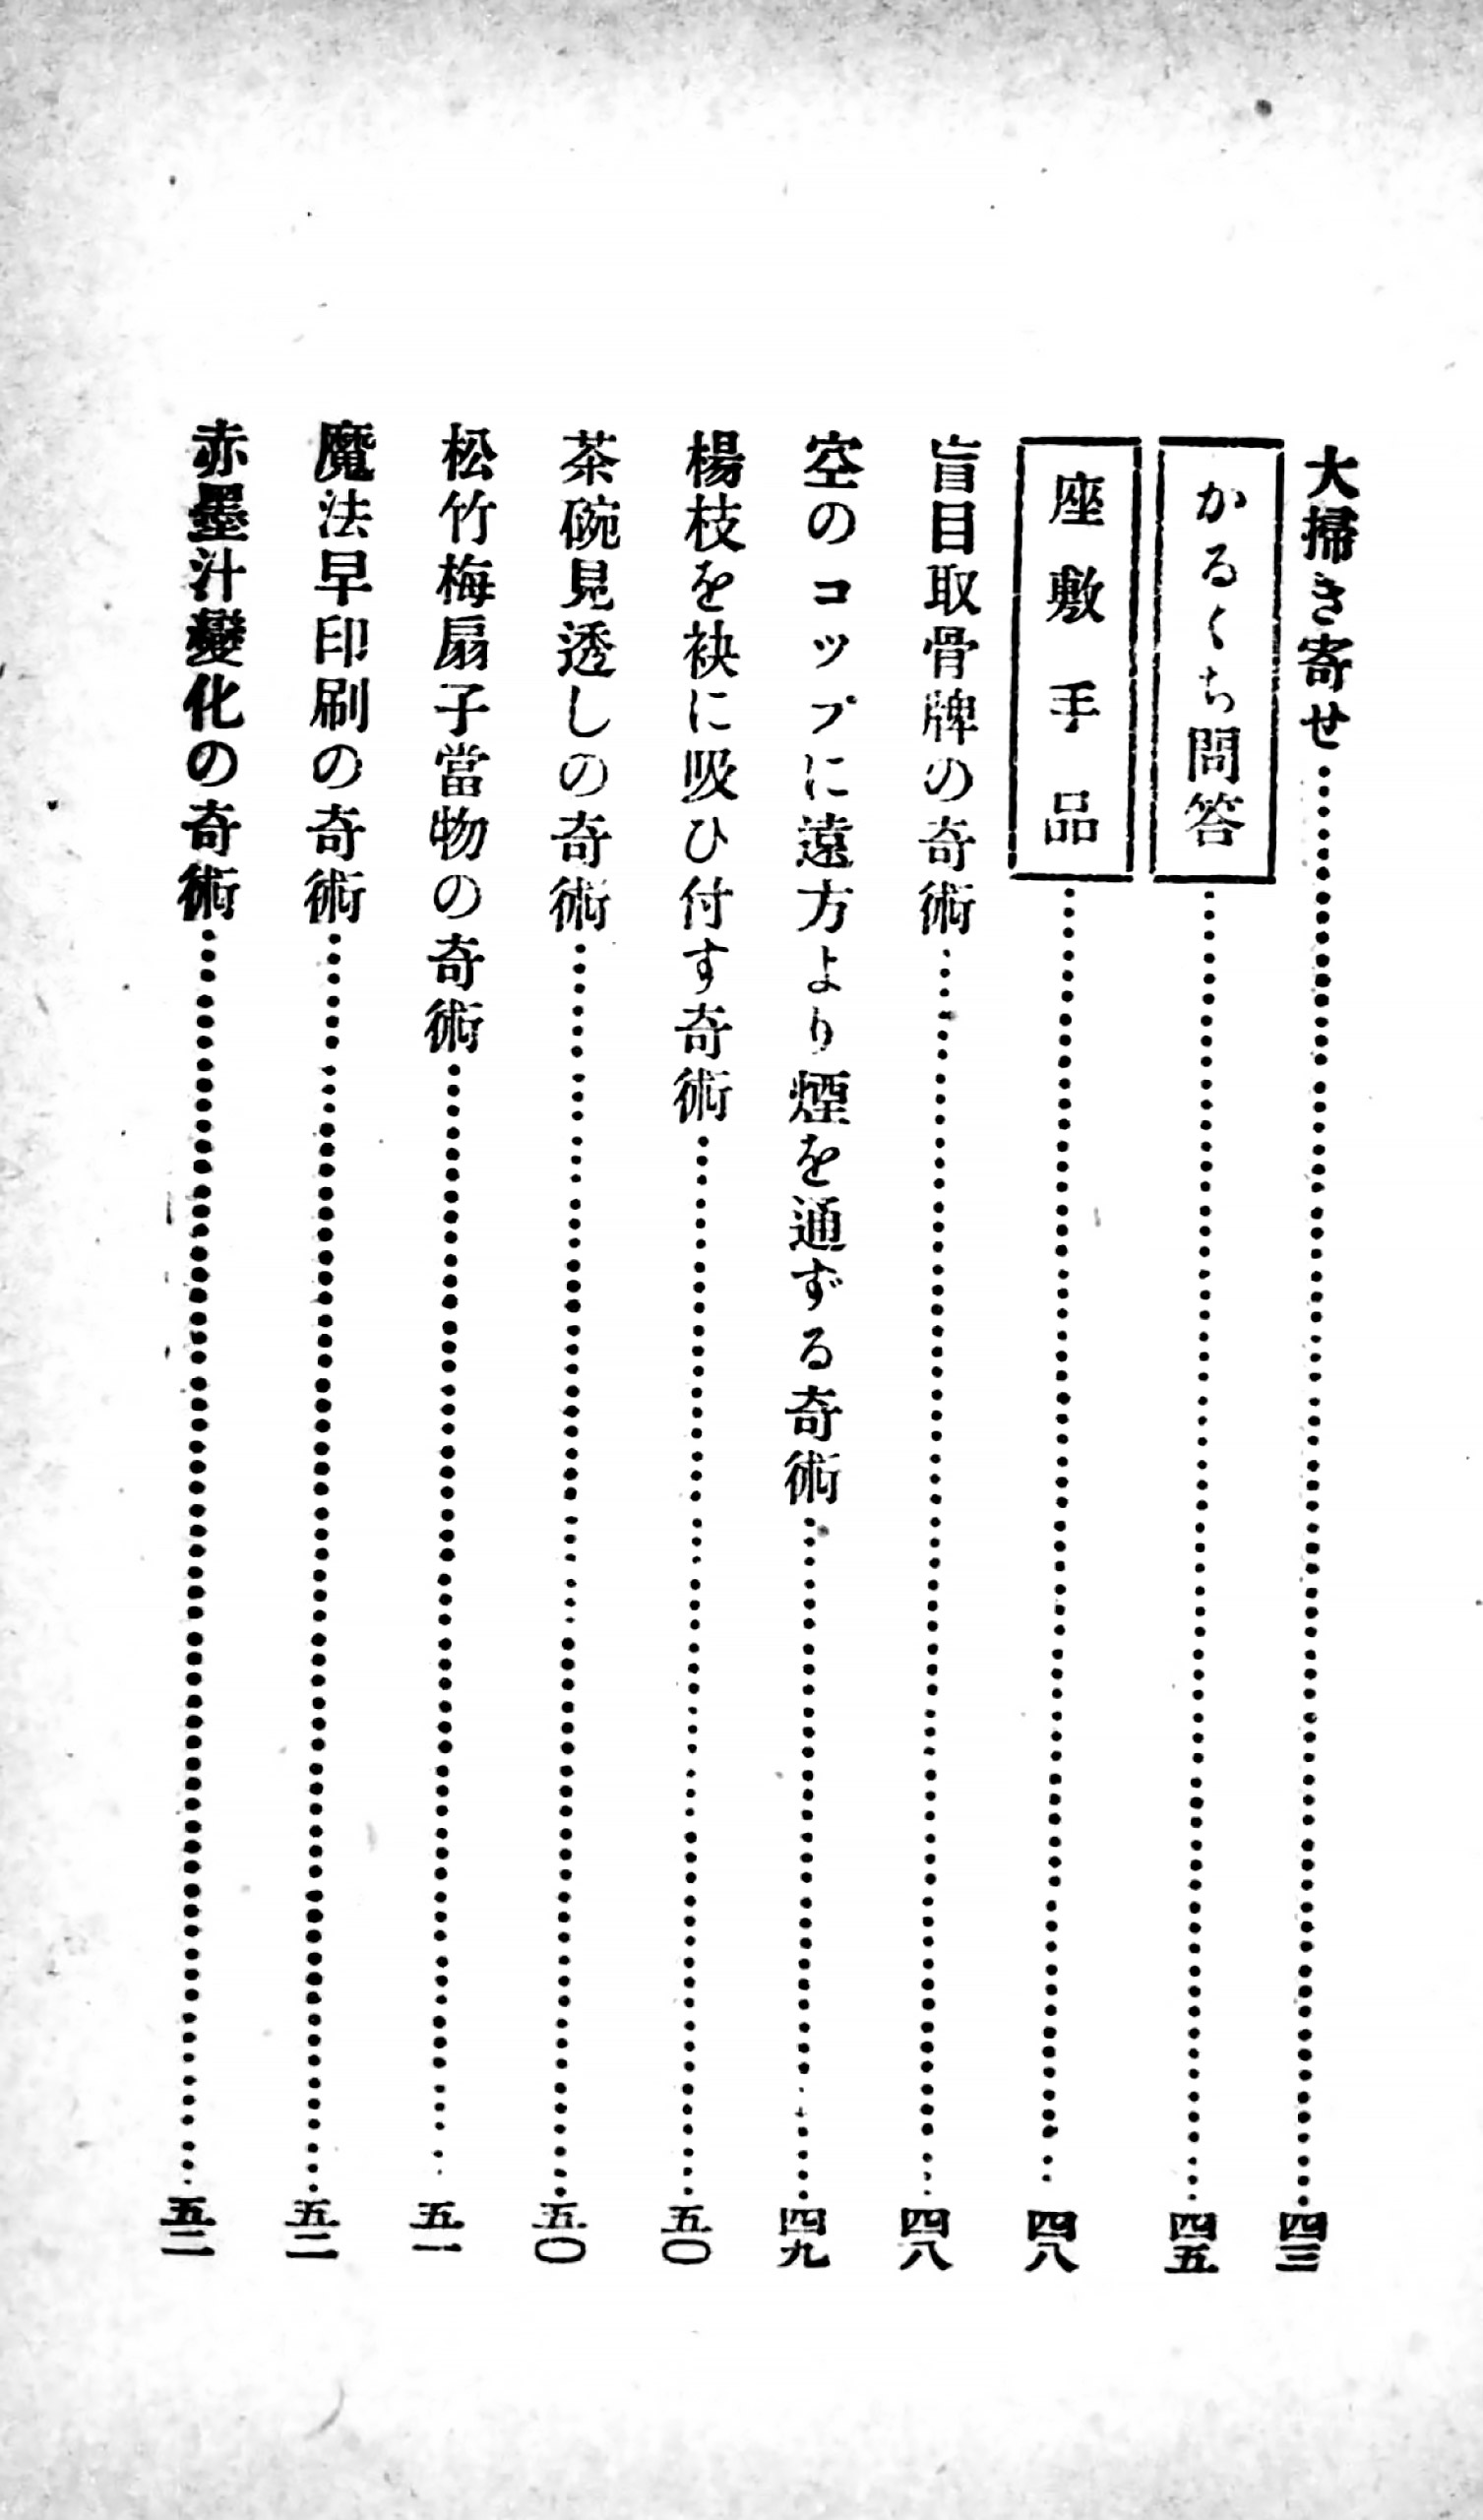 大掃き寄せ……四三
かるくち問答……四五
座敷手品……四八
盲目取骨牌の奇術……四八
空のコップに遠方より煙を通ずる奇術……四九
楊枝を袂に吸ひ付す奇術……五〇
茶碗見透しの奇術……五〇
松竹梅扇子當物の奇術……五一
魔法早印刷の奇術……五二
赤墨汁變化の奇術……五二